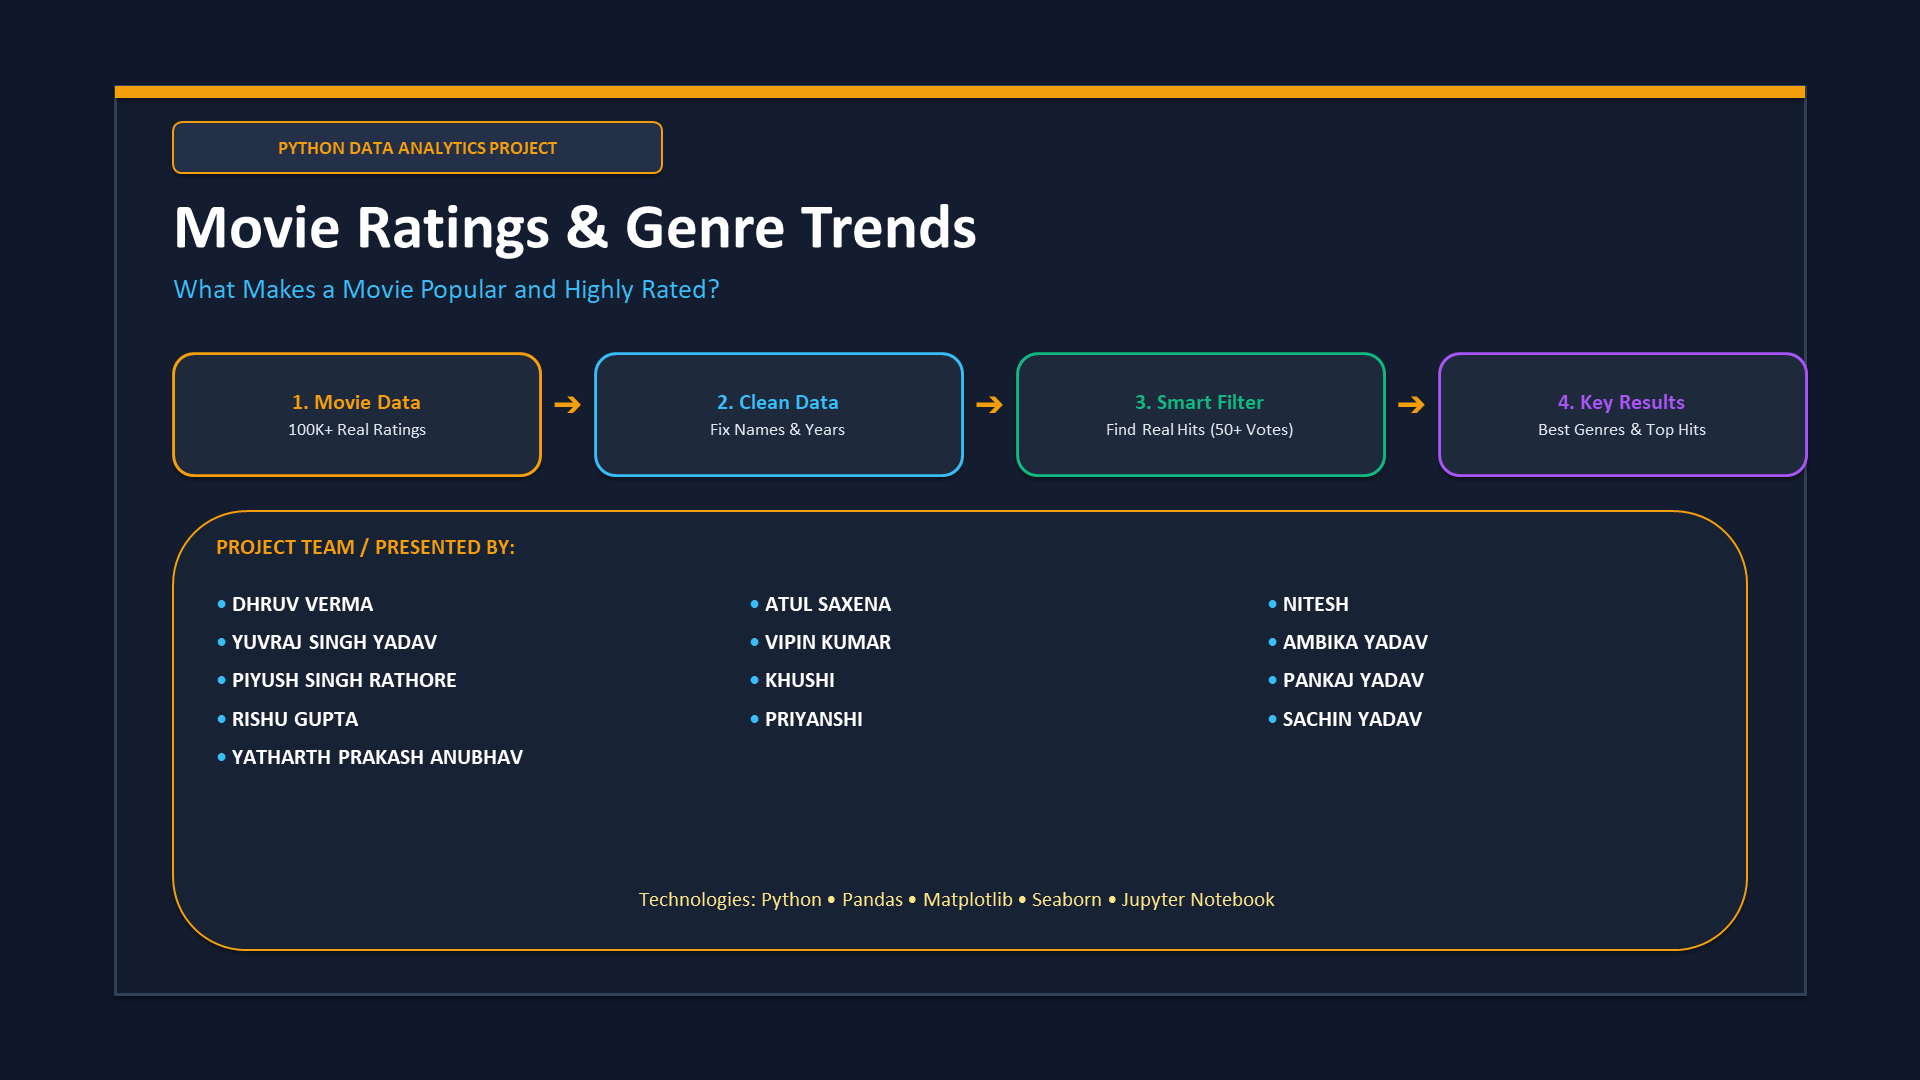 PYTHON DATA ANALYTICS PROJECT
Movie Ratings & Genre Trends
What Makes a Movie Popular and Highly Rated?
1. Movie Data
100K+ Real Ratings
➔
2. Clean Data
Fix Names & Years
➔
3. Smart Filter
Find Real Hits (50+ Votes)
➔
4. Key Results
Best Genres & Top Hits
PROJECT TEAM / PRESENTED BY:
• DHRUV VERMA
• YUVRAJ SINGH YADAV
• PIYUSH SINGH RATHORE
• RISHU GUPTA
• YATHARTH PRAKASH ANUBHAV
• ATUL SAXENA
• VIPIN KUMAR
• KHUSHI
• PRIYANSHI
• NITESH
• AMBIKA YADAV
• PANKAJ YADAV
• SACHIN YADAV
Technologies: Python • Pandas • Matplotlib • Seaborn • Jupyter Notebook